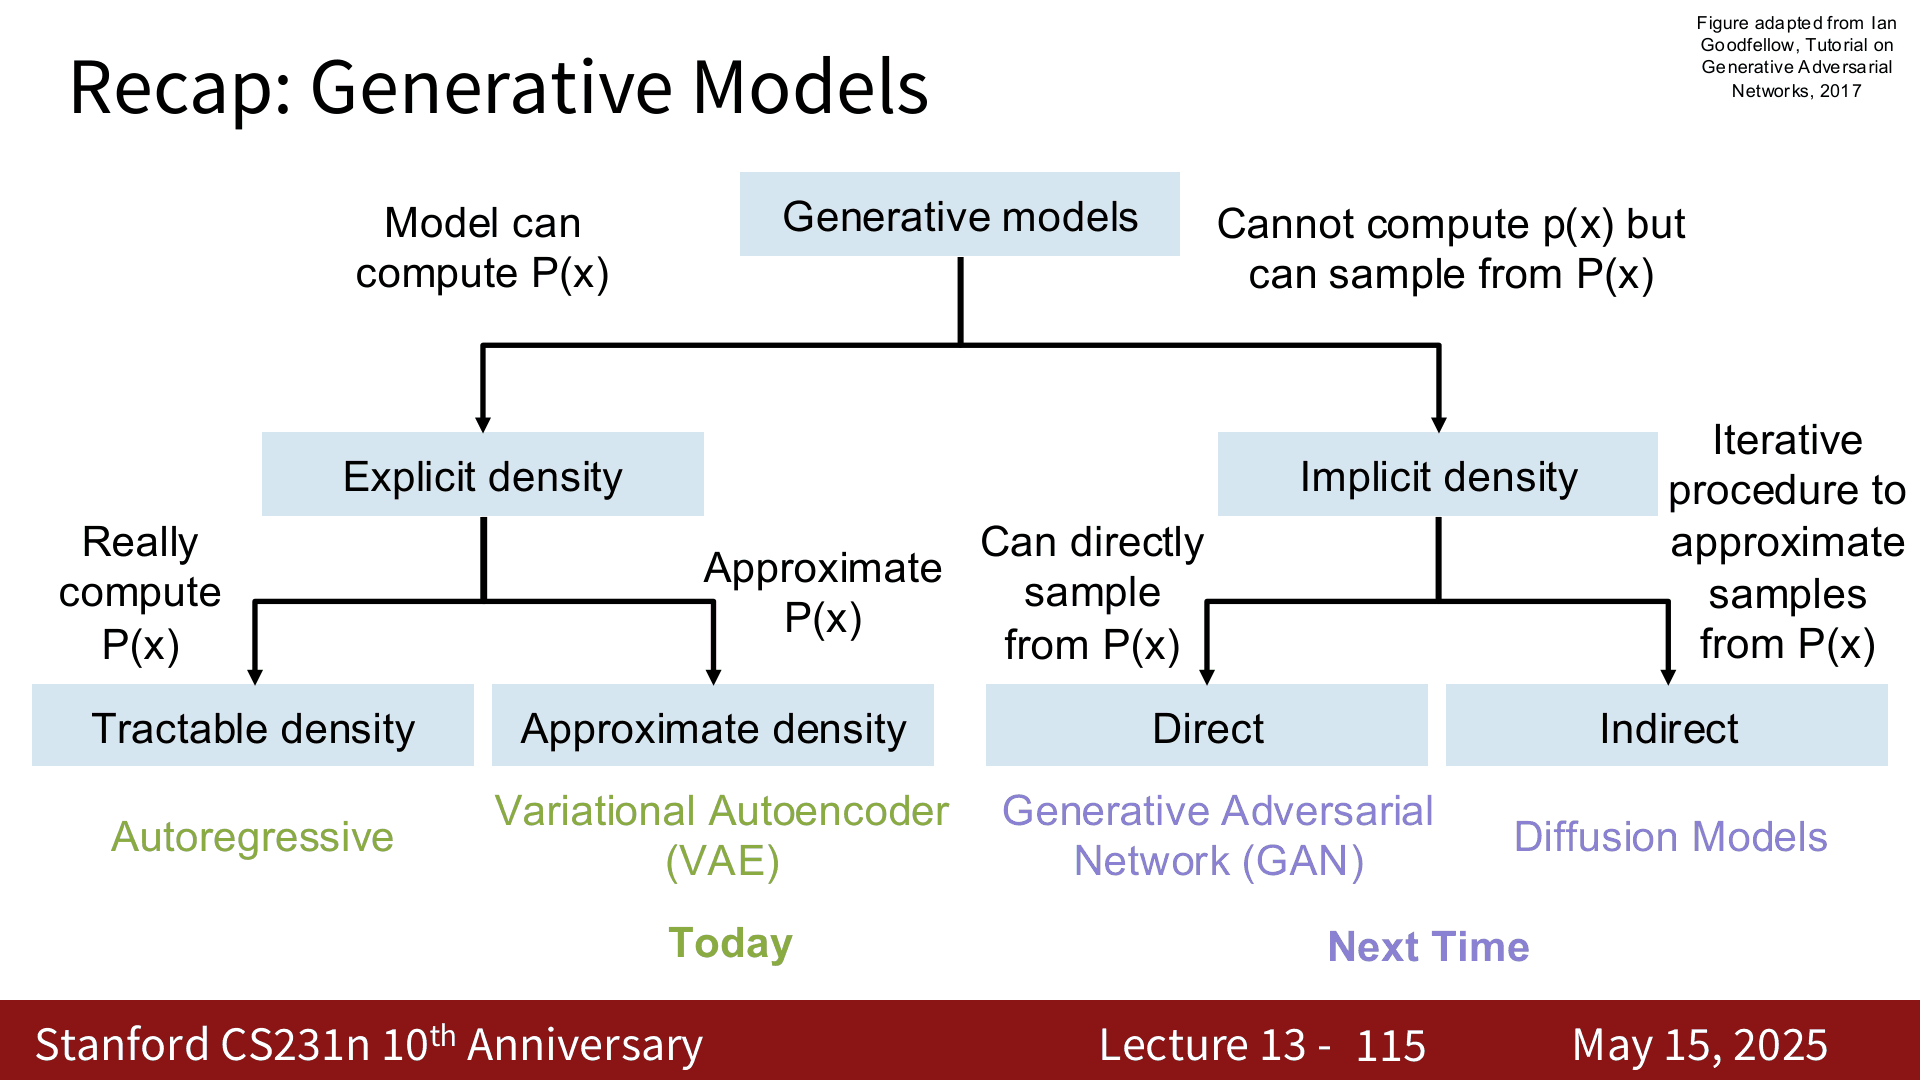 Figure adapted from Ian
Goodfellow, Tutorial on
Generative Adversarial
Networks, 2017
Recap: Generative Models
Generative models
Model can
compute P(x)
Cannot compute p(x) but
can sample from P(x)
Explicit density
Implicit density
Really
compute
P(x)
Approximate
P(x)
Can directly
sample
from P(x)
Iterative
procedure to
approximate
samples
from P(x)
Tractable density
Approximate density
Direct
Indirect
Autoregressive
Variational Autoencoder
(VAE)
Generative Adversarial
Network (GAN)
Diffusion Models
Today
Next Time
Stanford CS231n 10th Anniversary
Lecture 13 - 115
May 15, 2025